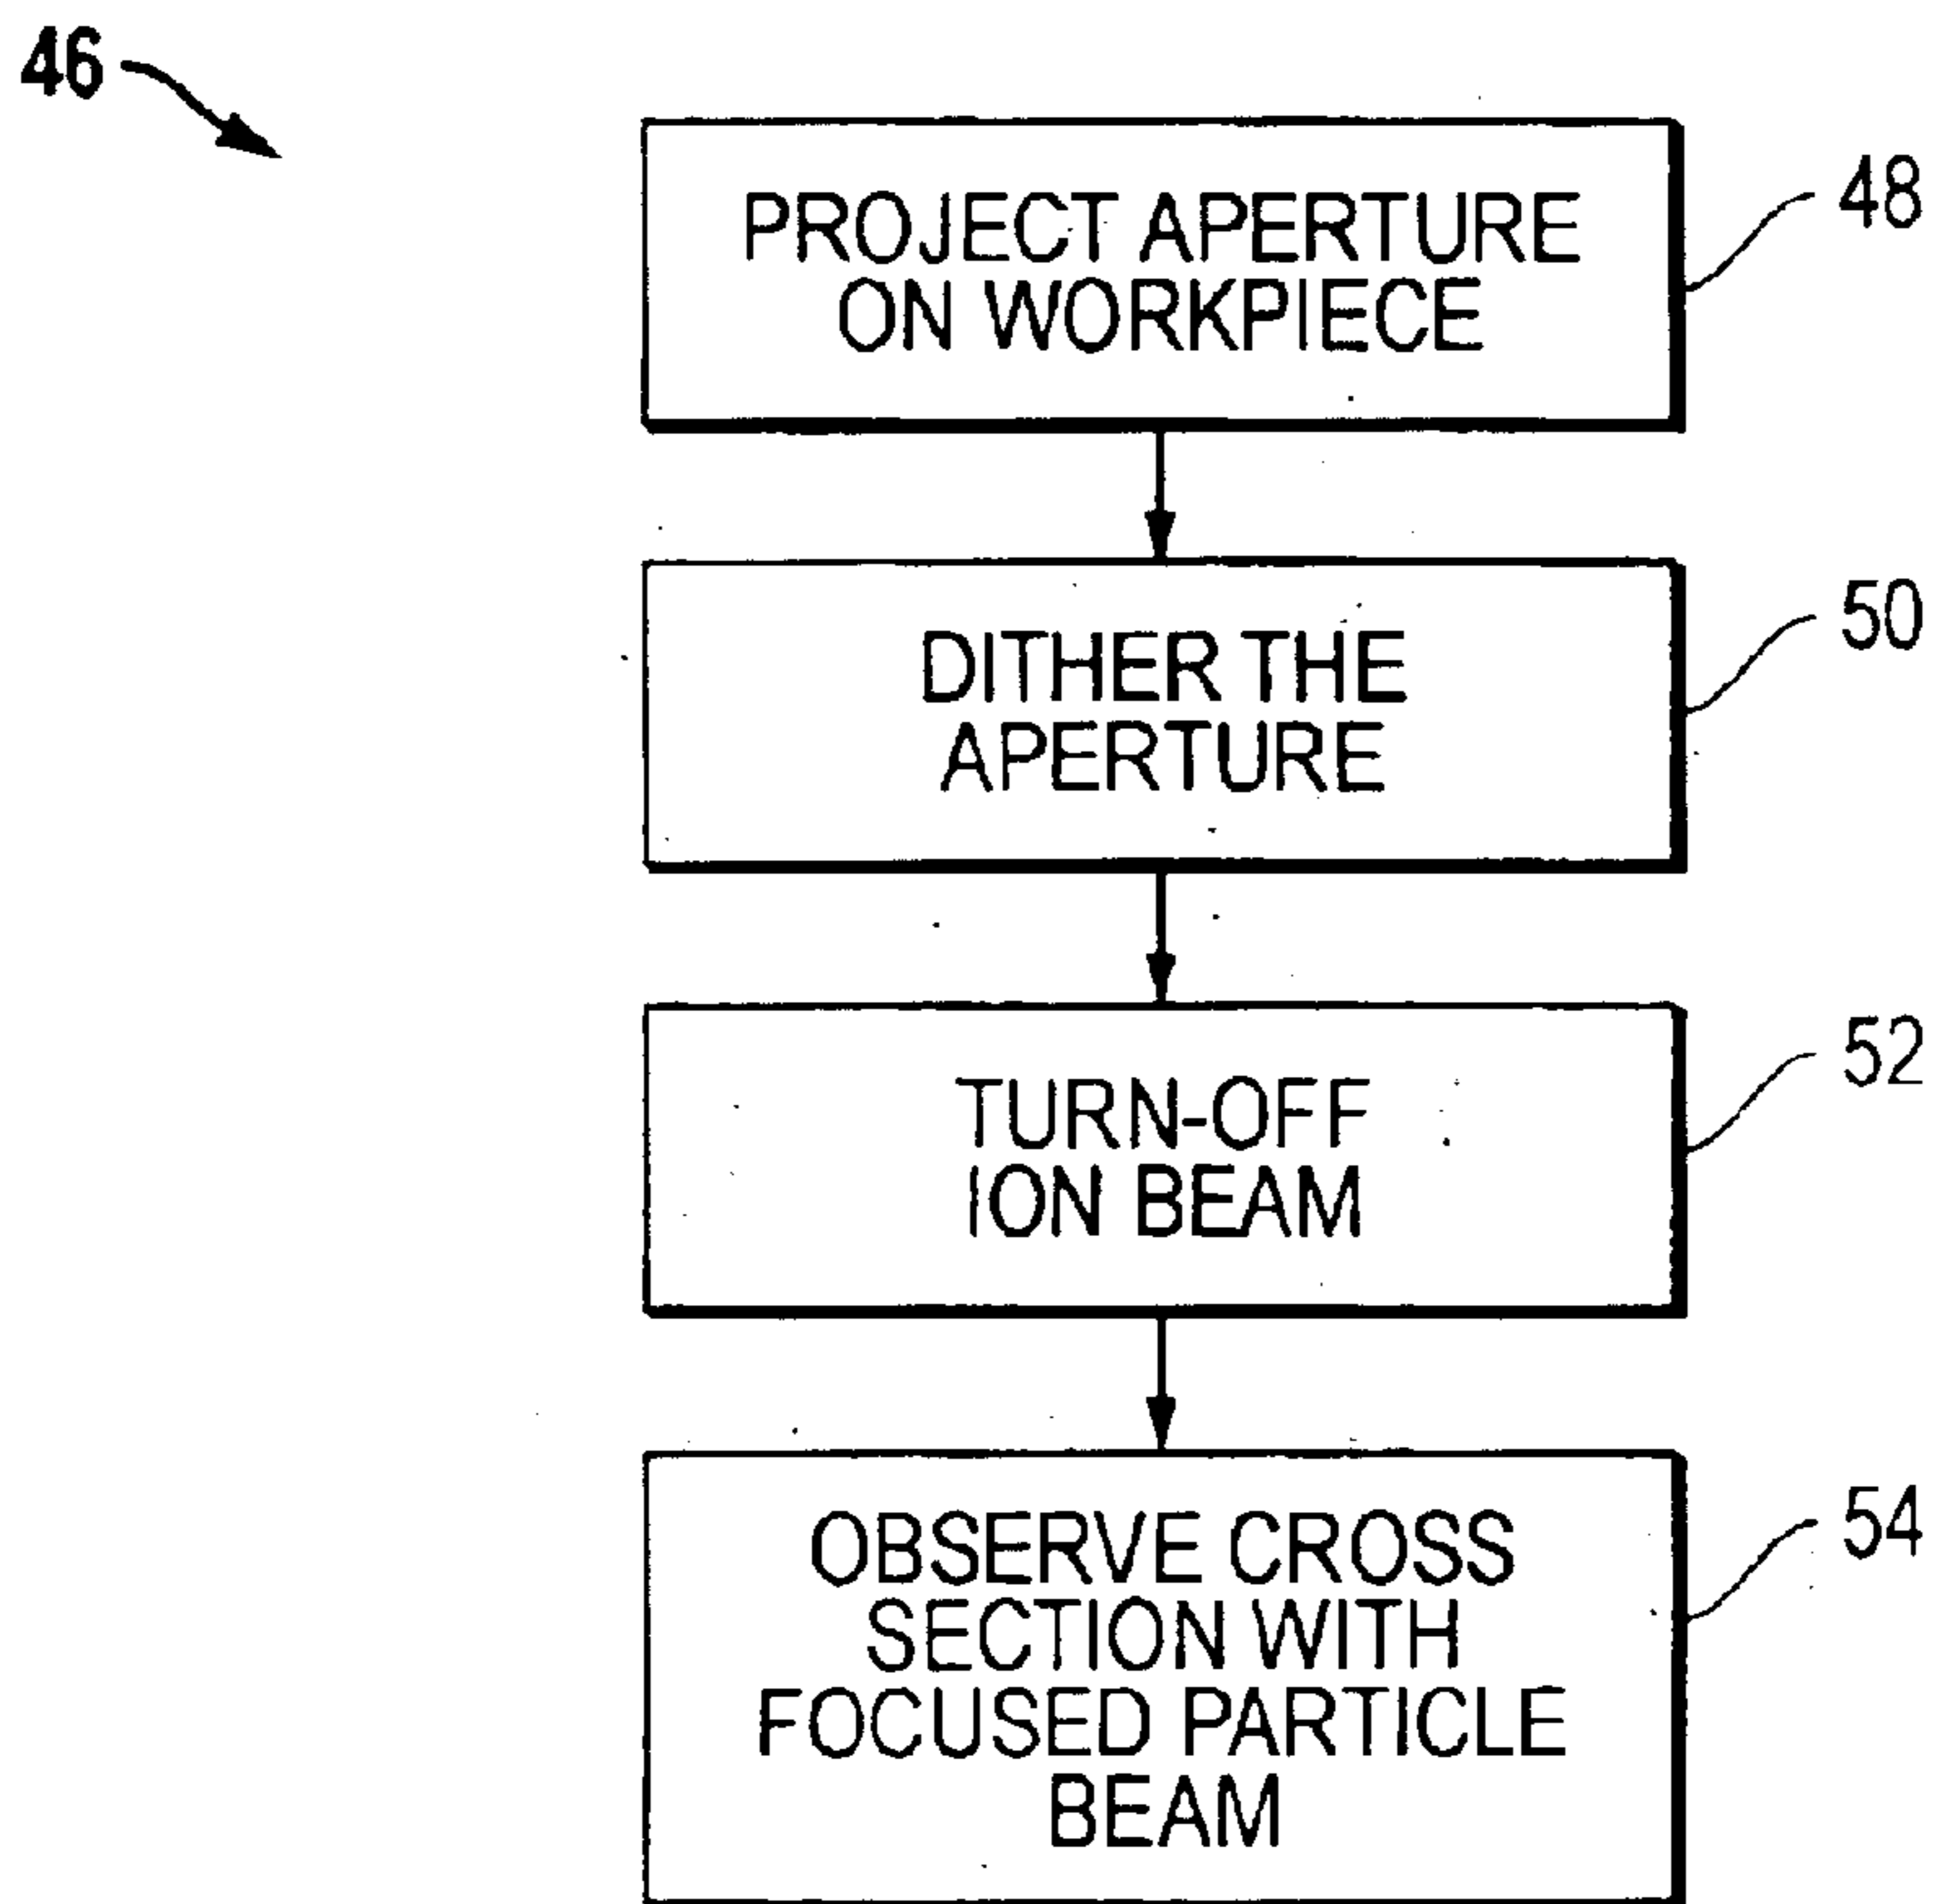 46
PROJECT APERTURE
ON WORKPIECE
48
DITHER THE
APERTURE
50
TURN-OFF
ION BEAM
52
OBSERVE CROSS
SECTION WITH
FOCUSED PARTICLE
BEAM
54